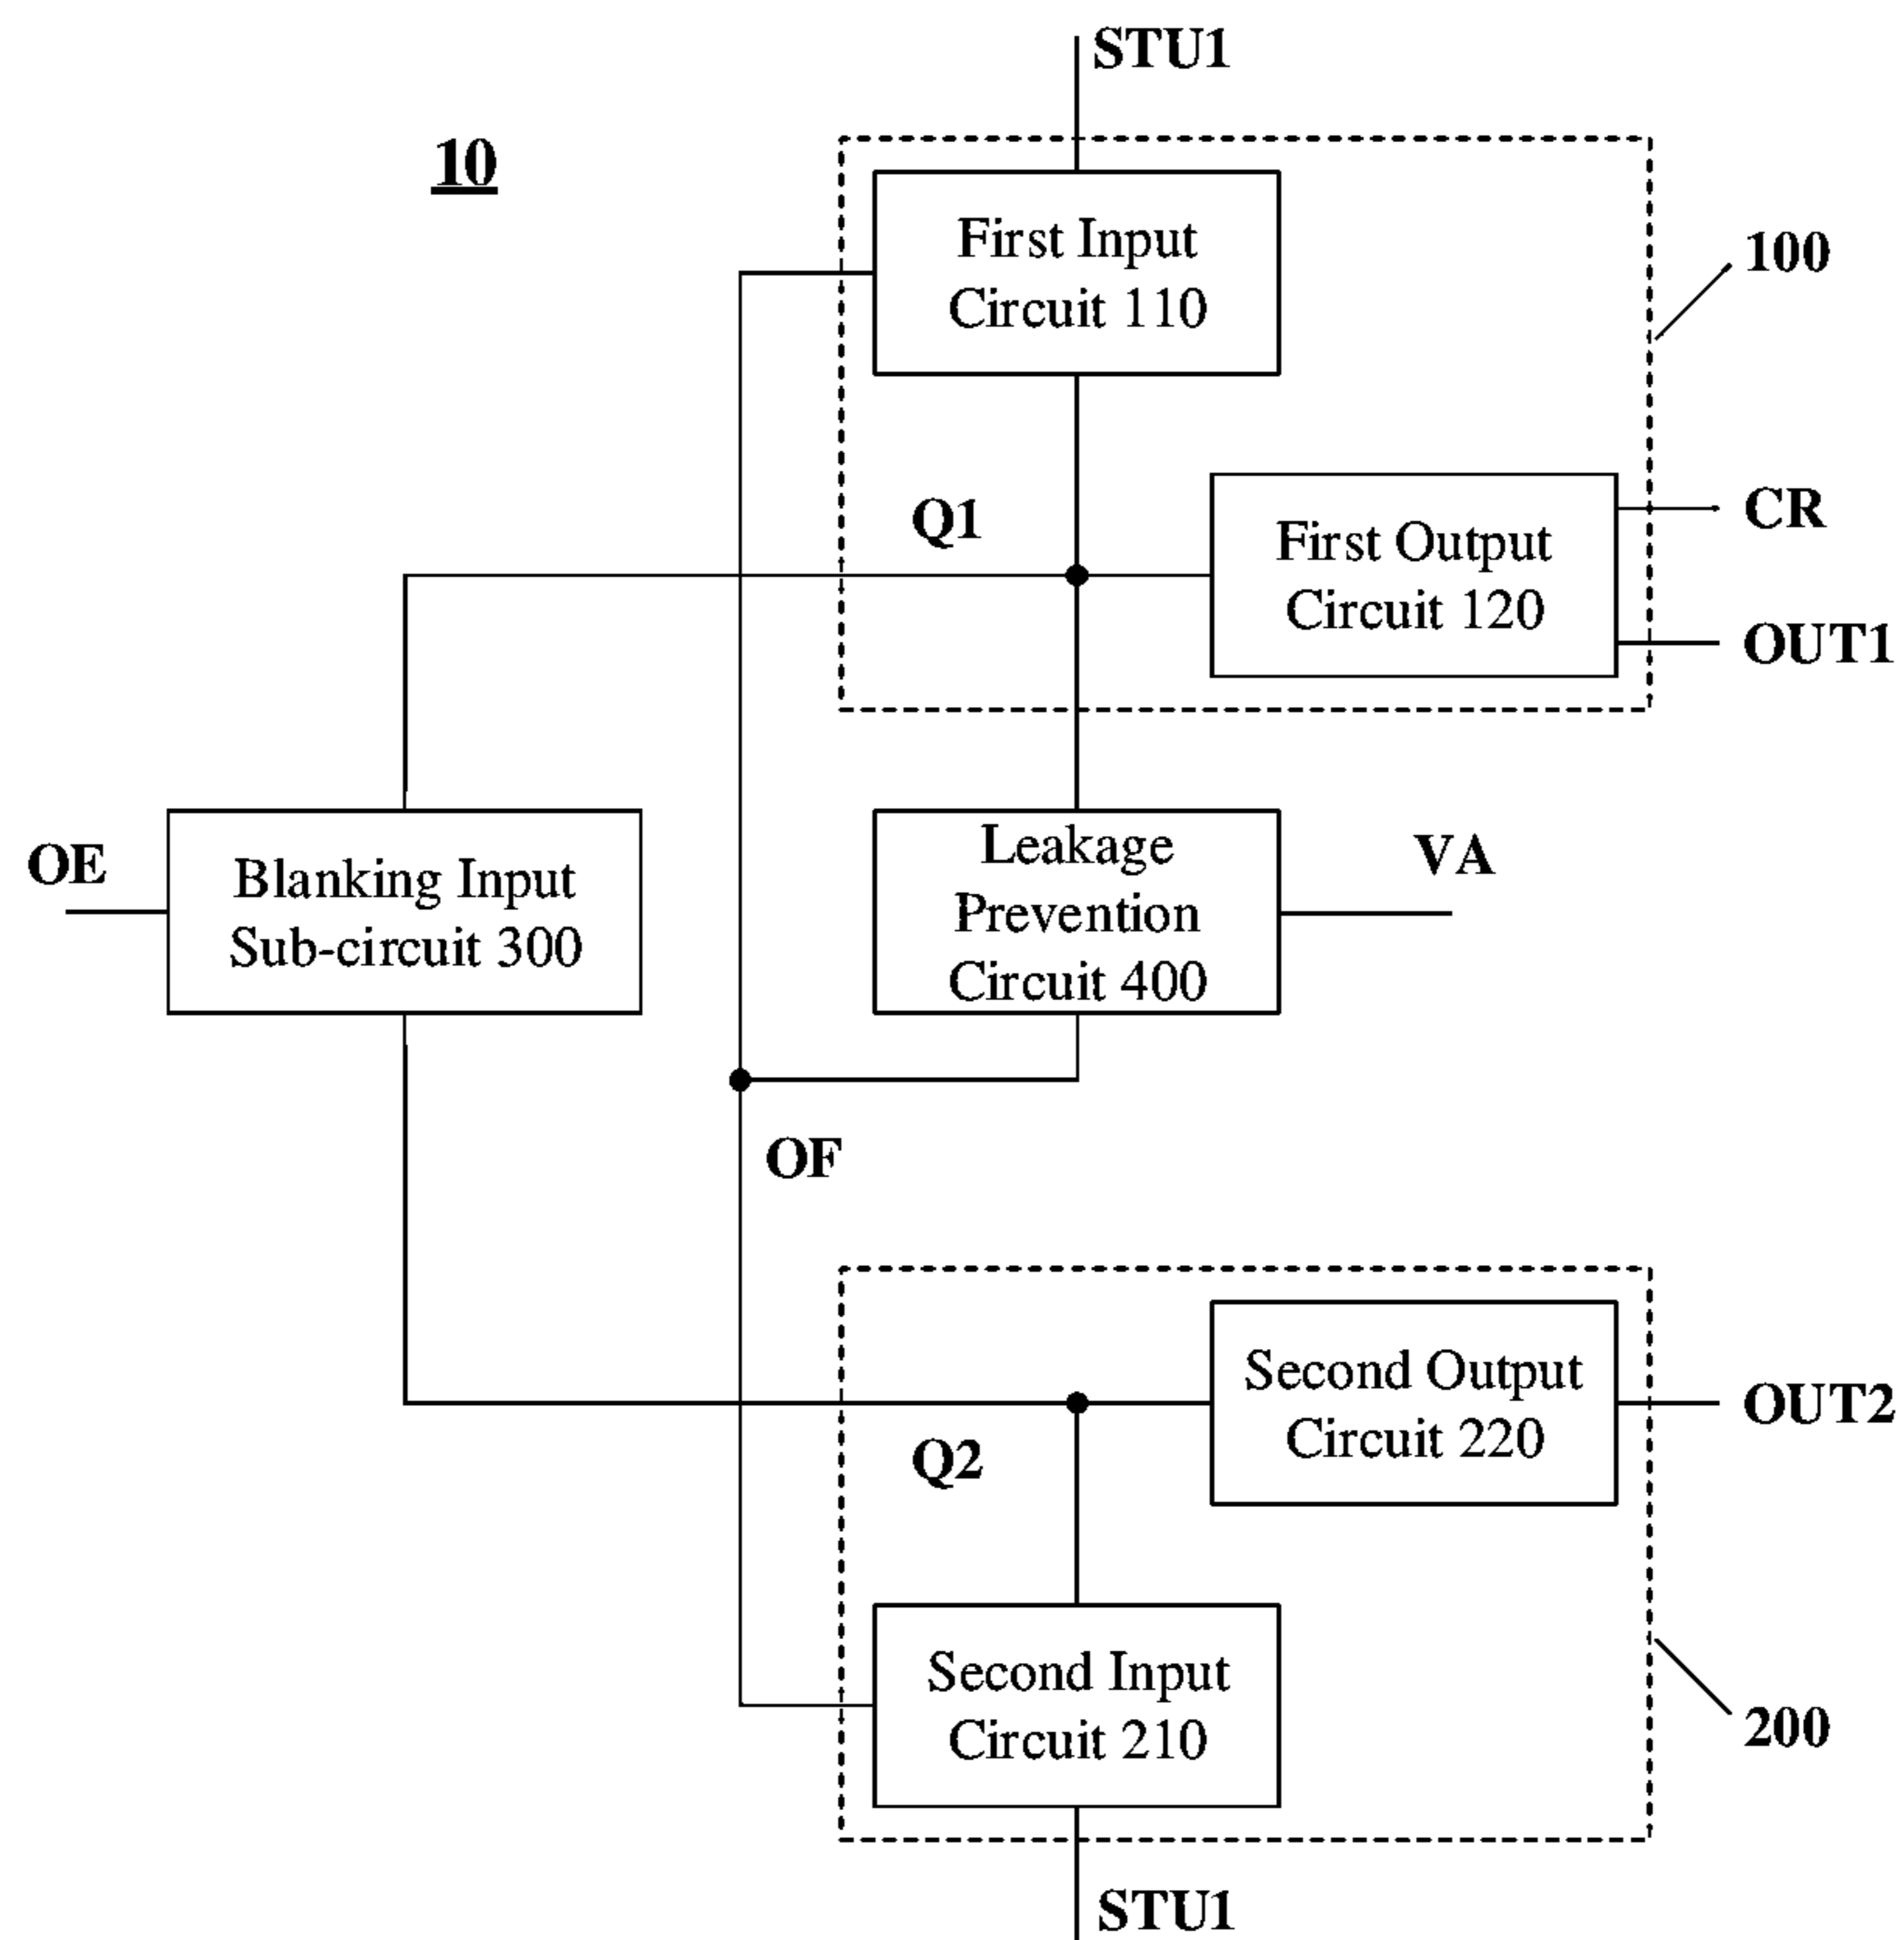 STU1
10
First Input
Circuit 110
100
Q1
First Output
Circuit 120
CR
OUT1
OE
Blanking Input
Sub-circuit 300
Leakage
Prevention
Circuit 400
VA
OF
Second Output
Circuit 220
OUT2
Q2
Second Input
Circuit 210
200
STU1